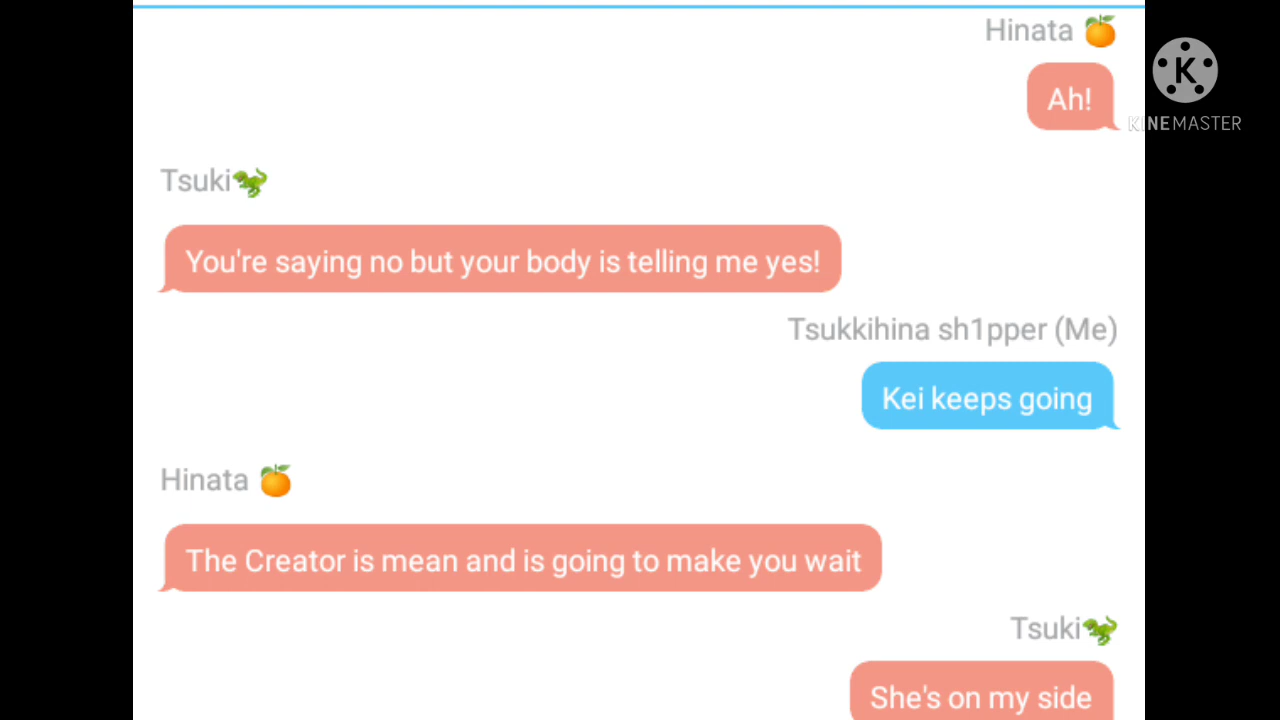 Hinata 🍊
Ah!
KINEMASTER
Tsuki🦖
You're saying no but your body is telling me yes!
Tsukkihina sh1pper (Me)
Kei keeps going
Hinata 🍊
The Creator is mean and is going to make you wait
Tsuki🦖
She's on my side